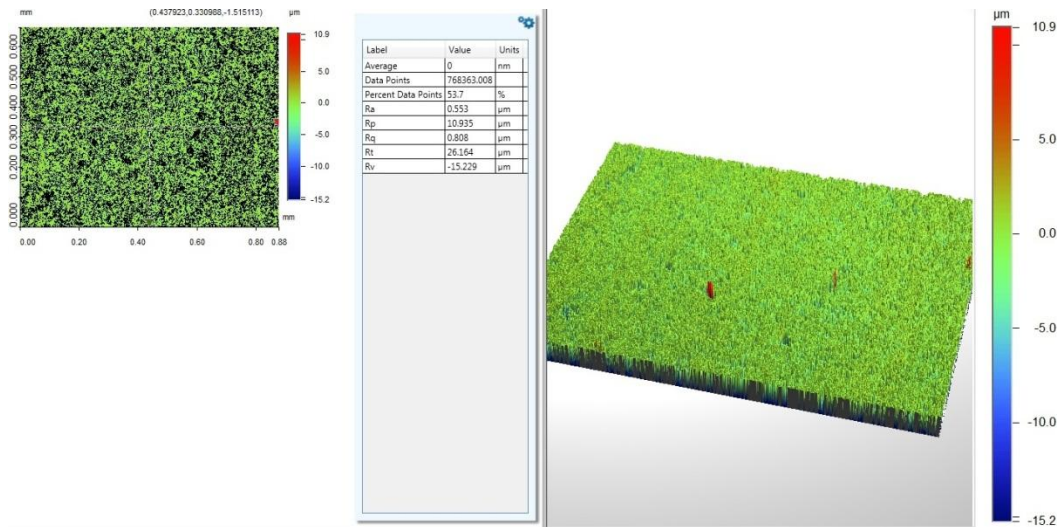 mm
(0.437923,0.330988,-1.515113)
µm
0.600
0.500
0.400
0.300
0.200
0.000
10.9
5.0
0.0
-5.0
-10.0
-15.2
mm
0.00 0.20 0.40 0.60 0.80 0.88
Label Value Units
Average 0 nm
Data Points 768363.008
Percent Data Points 53.7 %
Ra 0.553 µm
Rp 10.935 µm
Rq 0.808 µm
Rt 26.164 µm
Rv -15.229 µm
µm
10.9
5.0
0.0
-5.0
-10.0
-15.2